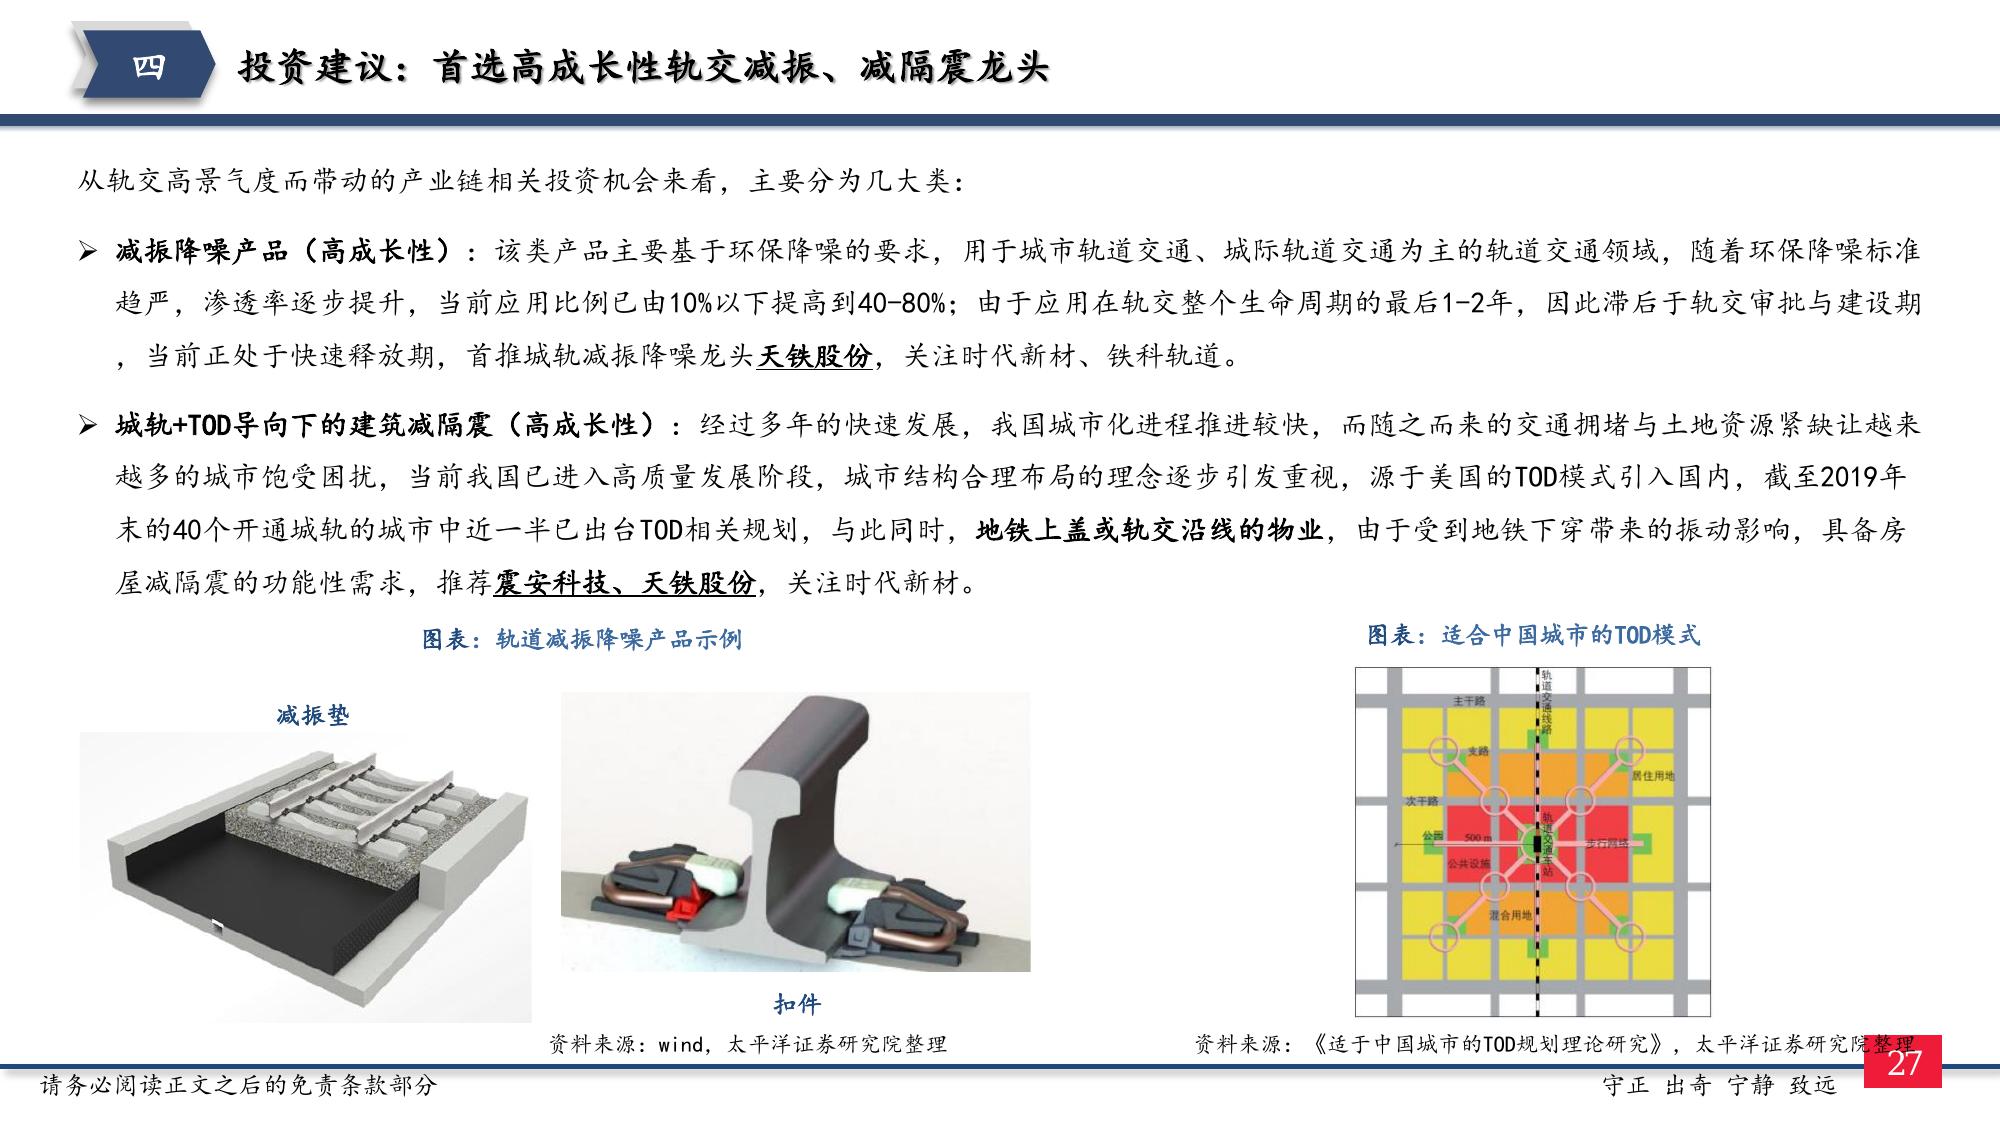 四
投资建议：首选高成长性轨交减振、减隔震龙头
从轨交高景气度而带动的产业链相关投资机会来看，主要分为几大类：
➢ 减振降噪产品（高成长性）：该类产品主要基于环保降噪的要求，用于城市轨道交通、城际轨道交通为主的轨道交通领域，随着环保降噪标准
趋严，渗透率逐步提升，当前应用比例已由10%以下提高到40-80%；由于应用在轨交整个生命周期的最后1-2年，因此滞后于轨交审批与建设期
，当前正处于快速释放期，首推城轨减振降噪龙头天铁股份，关注时代新材、铁科轨道。
➢ 城轨+TOD导向下的建筑减隔震（高成长性）：经过多年的快速发展，我国城市化进程推进较快，而随之而来的交通拥堵与土地资源紧缺让越来
越多的城市饱受困扰，当前我国已进入高质量发展阶段，城市结构合理布局的理念逐步引发重视，源于美国的TOD模式引入国内，截至2019年
末的40个开通城轨的城市中近一半已出台TOD相关规划，与此同时，地铁上盖或轨交沿线的物业，由于受到地铁下穿带来的振动影响，具备房
屋减隔震的功能性需求，推荐震安科技、天铁股份，关注时代新材。
图表：轨道减振降噪产品示例
减振垫
扣件
资料来源：wind，太平洋证券研究院整理
图表：适合中国城市的TOD模式
轨道交通线路
主干路
支路
居住用地
次干路
公园
500 m
轨道交通车站
步行网络
公共设施
混合用地
资料来源：《适于中国城市的TOD规划理论研究》，太平洋证券研究院整理
请务必阅读正文之后的免责条款部分
守正 出奇 宁静 致远
27